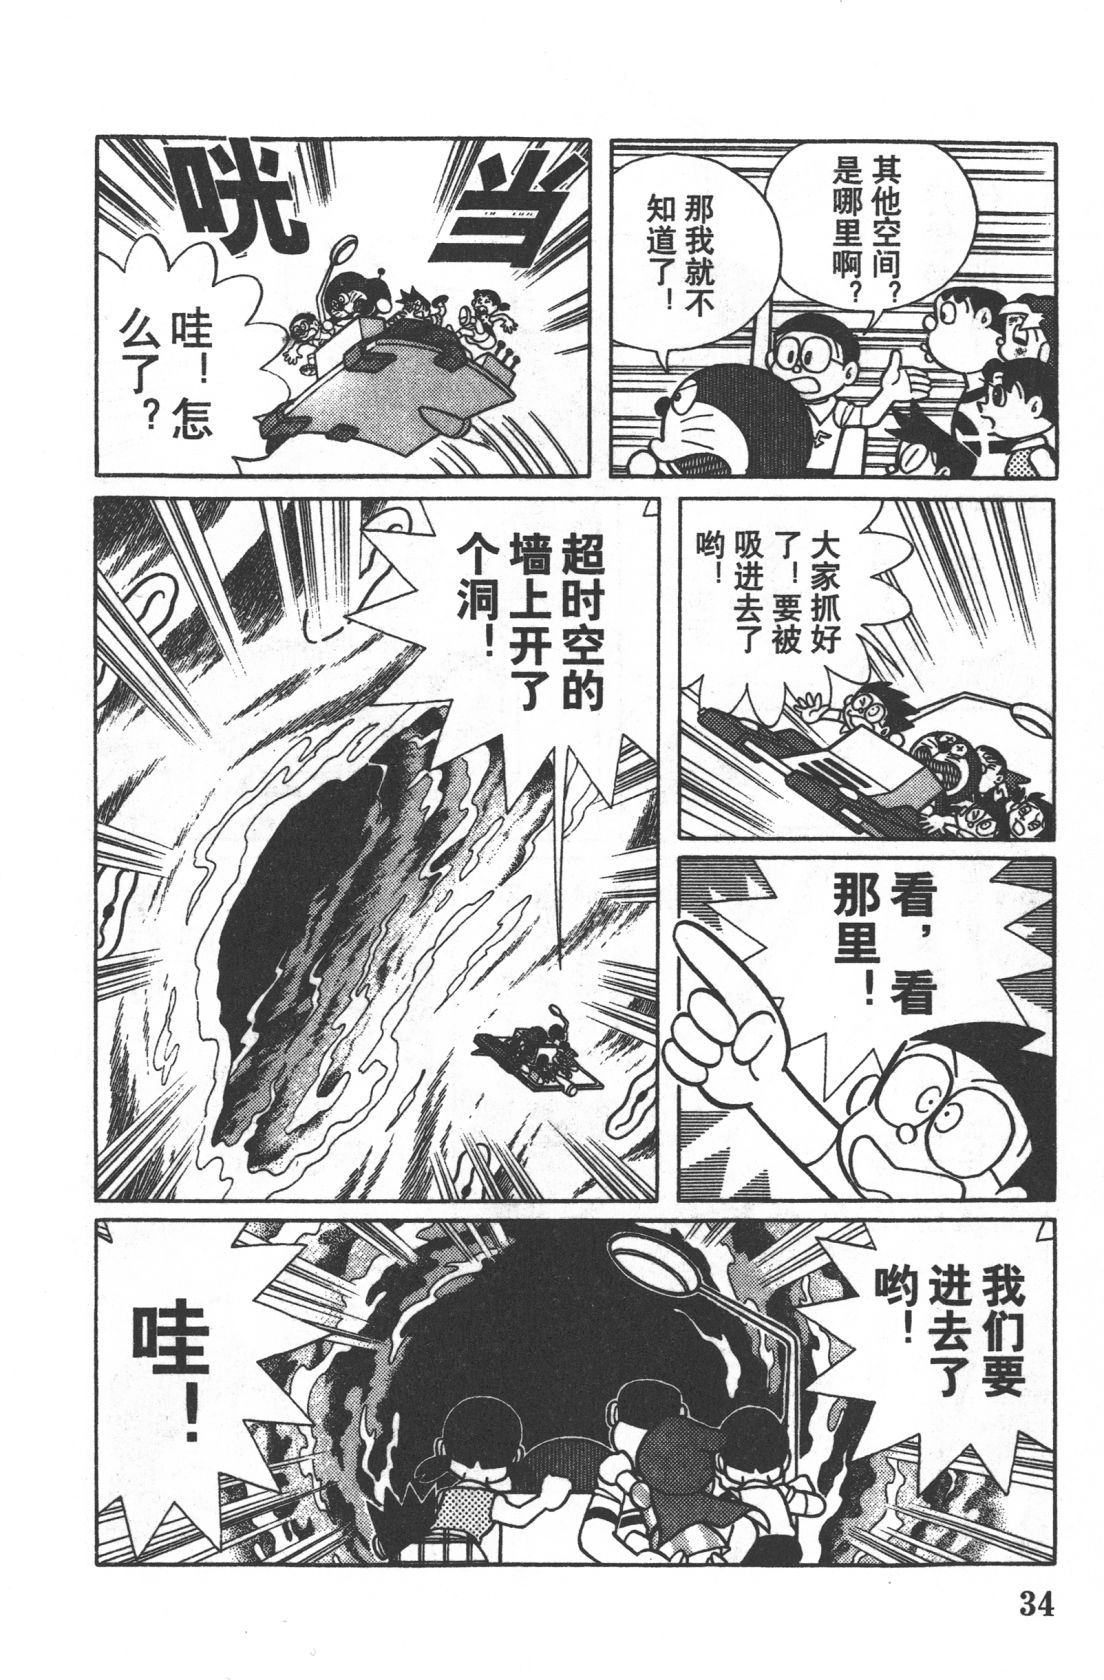 其他空间？
是哪里啊？
那我就不
知道了！
咣当
哇！怎
么了？
大家抓好
了！要被
吸进去了
哟！
看，看
那里！
超时空的
墙上开了
个洞！
我们要
进去了
哟！
哇！
34